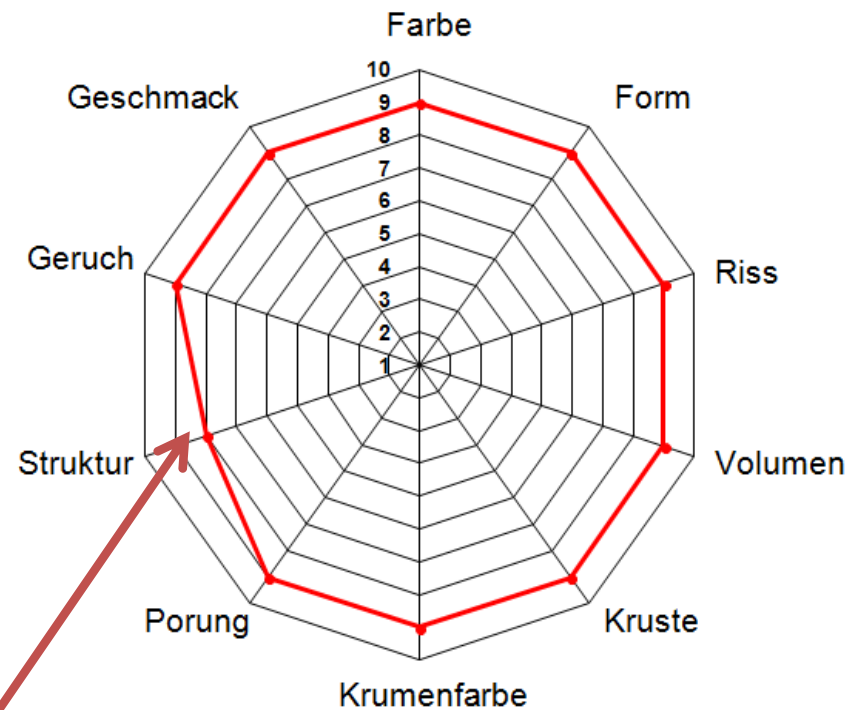 Farbe
Form
Riss
Volumen
Kruste
Krumenfarbe
Porung
Struktur
Geruch
Geschmack
10
9
8
7
6
5
4
3
2
1